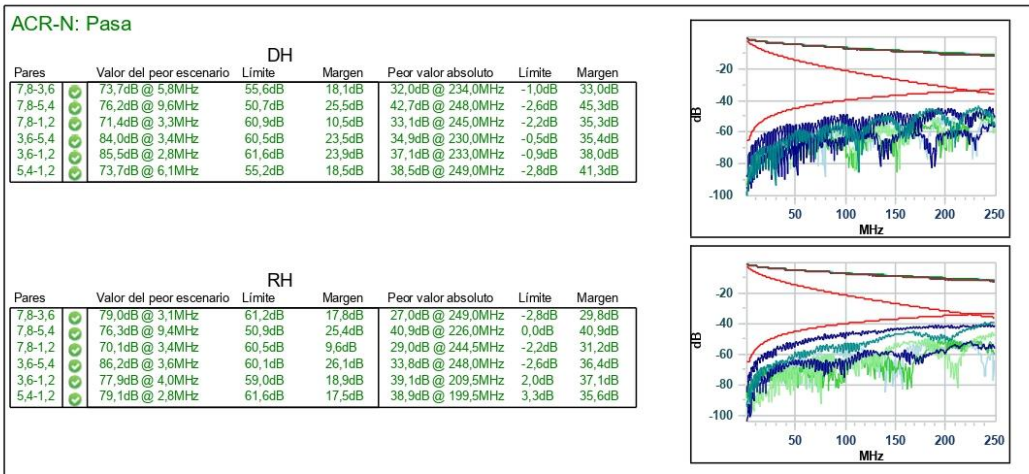 ACR-N: Pasa
DH
Pares Valor del peor escenario Límite Margen Peor valor absoluto Límite Margen
7,8-3,6 73,7dB @ 5,8MHz 55,6dB 18,1dB 32,0dB @ 234,0MHz -1,0dB 33,0dB
7,8-5,4 76,2dB @ 9,6MHz 50,7dB 25,5dB 42,7dB @ 248,0MHz -2,6dB 45,3dB
7,8-1,2 71,4dB @ 3,3MHz 60,9dB 10,5dB 33,1dB @ 245,0MHz -2,2dB 35,3dB
3,6-5,4 84,0dB @ 3,4MHz 60,5dB 23,5dB 34,9dB @ 230,0MHz -0,5dB 35,4dB
3,6-1,2 85,5dB @ 2,8MHz 61,6dB 23,9dB 37,1dB @ 233,0MHz -0,9dB 38,0dB
5,4-1,2 73,7dB @ 6,1MHz 55,2dB 18,5dB 38,5dB @ 249,0MHz -2,8dB 41,3dB
-20
-40
-60
-80
-100
dB
50 100 150 200 250
MHz
RH
Pares Valor del peor escenario Límite Margen Peor valor absoluto Límite Margen
7,8-3,6 79,0dB @ 3,1MHz 61,2dB 17,8dB 27,0dB @ 249,0MHz -2,8dB 29,8dB
7,8-5,4 76,3dB @ 9,4MHz 50,9dB 25,4dB 40,9dB @ 226,0MHz 0,0dB 40,9dB
7,8-1,2 70,1dB @ 3,4MHz 60,5dB 9,6dB 29,0dB @ 244,5MHz -2,2dB 31,2dB
3,6-5,4 86,2dB @ 3,6MHz 60,1dB 26,1dB 33,8dB @ 248,0MHz -2,6dB 36,4dB
3,6-1,2 77,9dB @ 4,0MHz 59,0dB 18,9dB 39,1dB @ 209,5MHz 2,0dB 37,1dB
5,4-1,2 79,1dB @ 2,8MHz 61,6dB 17,5dB 38,9dB @ 199,5MHz 3,3dB 35,6dB
-20
-40
-60
-80
-100
dB
50 100 150 200 250
MHz